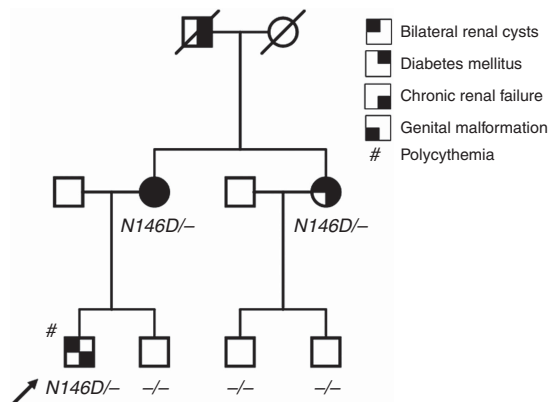 Bilateral renal cysts
Diabetes mellitus
Chronic renal failure
Genital malformation
# Polycythemia
N146D/– N146D/–
#
N146D/– –/– –/– –/–